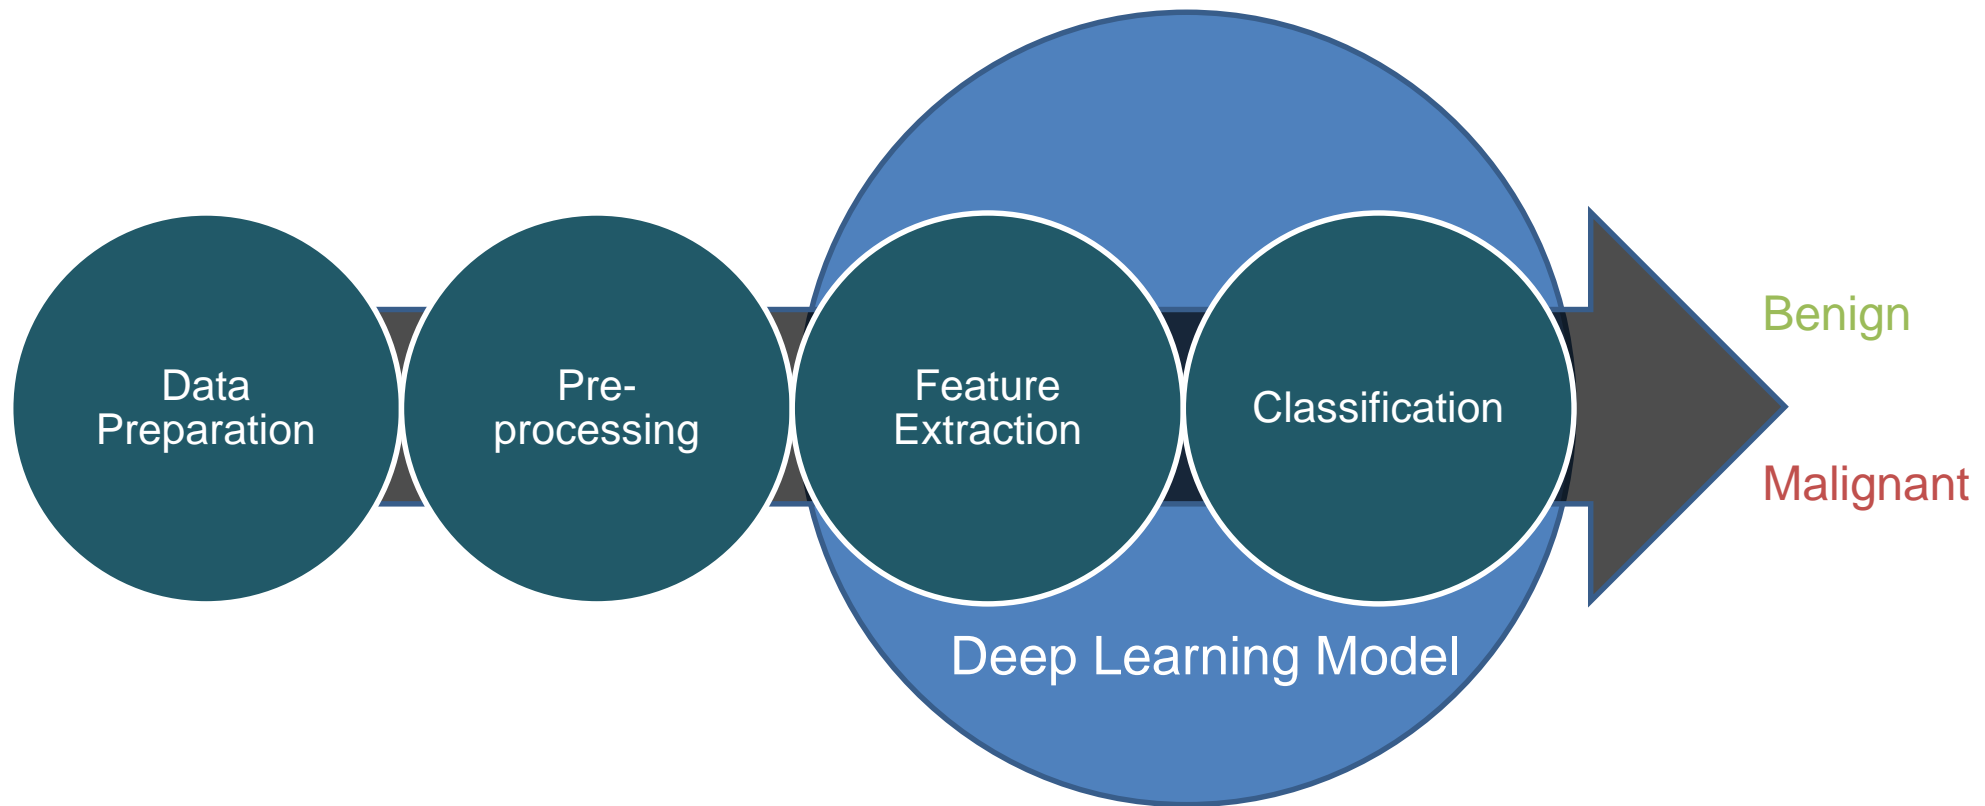 Data
Preparation
Pre-
processing
Feature
Extraction
Classification
Benign
Malignant
Deep Learning Model